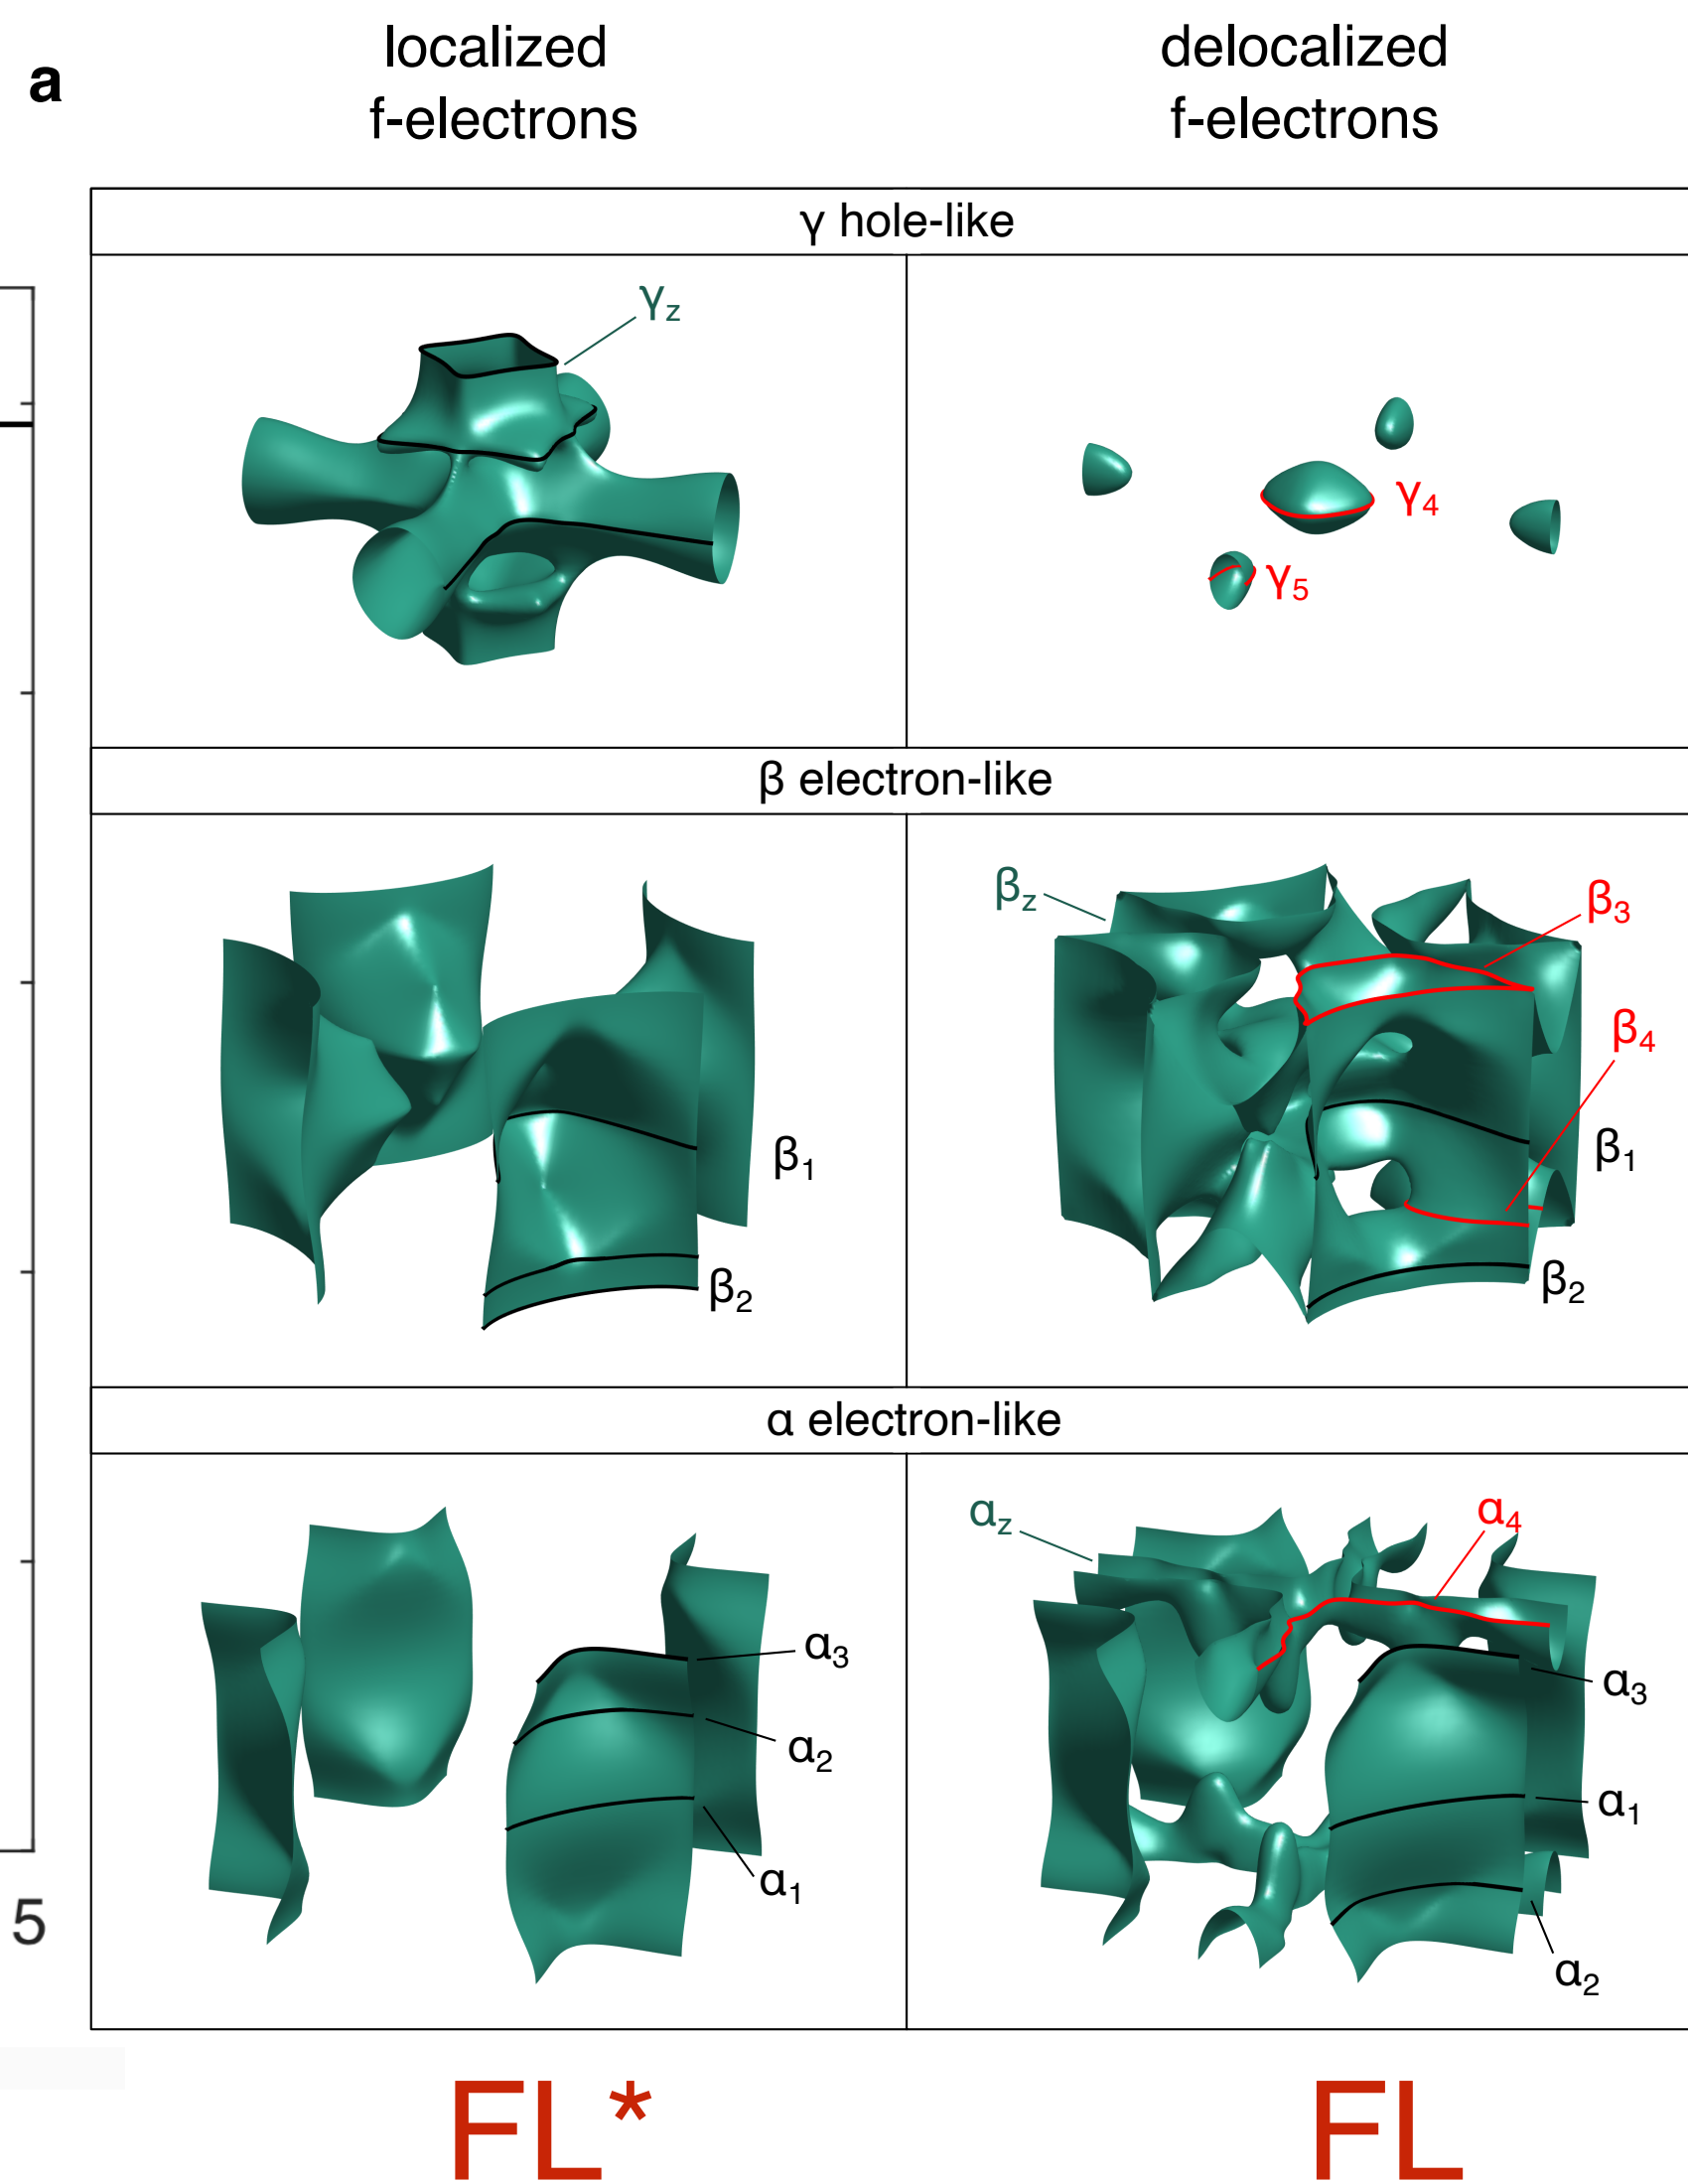 a
localized
f-electrons
delocalized
f-electrons
γ hole-like
γz
γ4
γ5
β electron-like
β1
β2
βz
β3
β4
β1
β2
α electron-like
α3
α2
α1
αz
α4
α3
α1
α2
5
FL*
FL